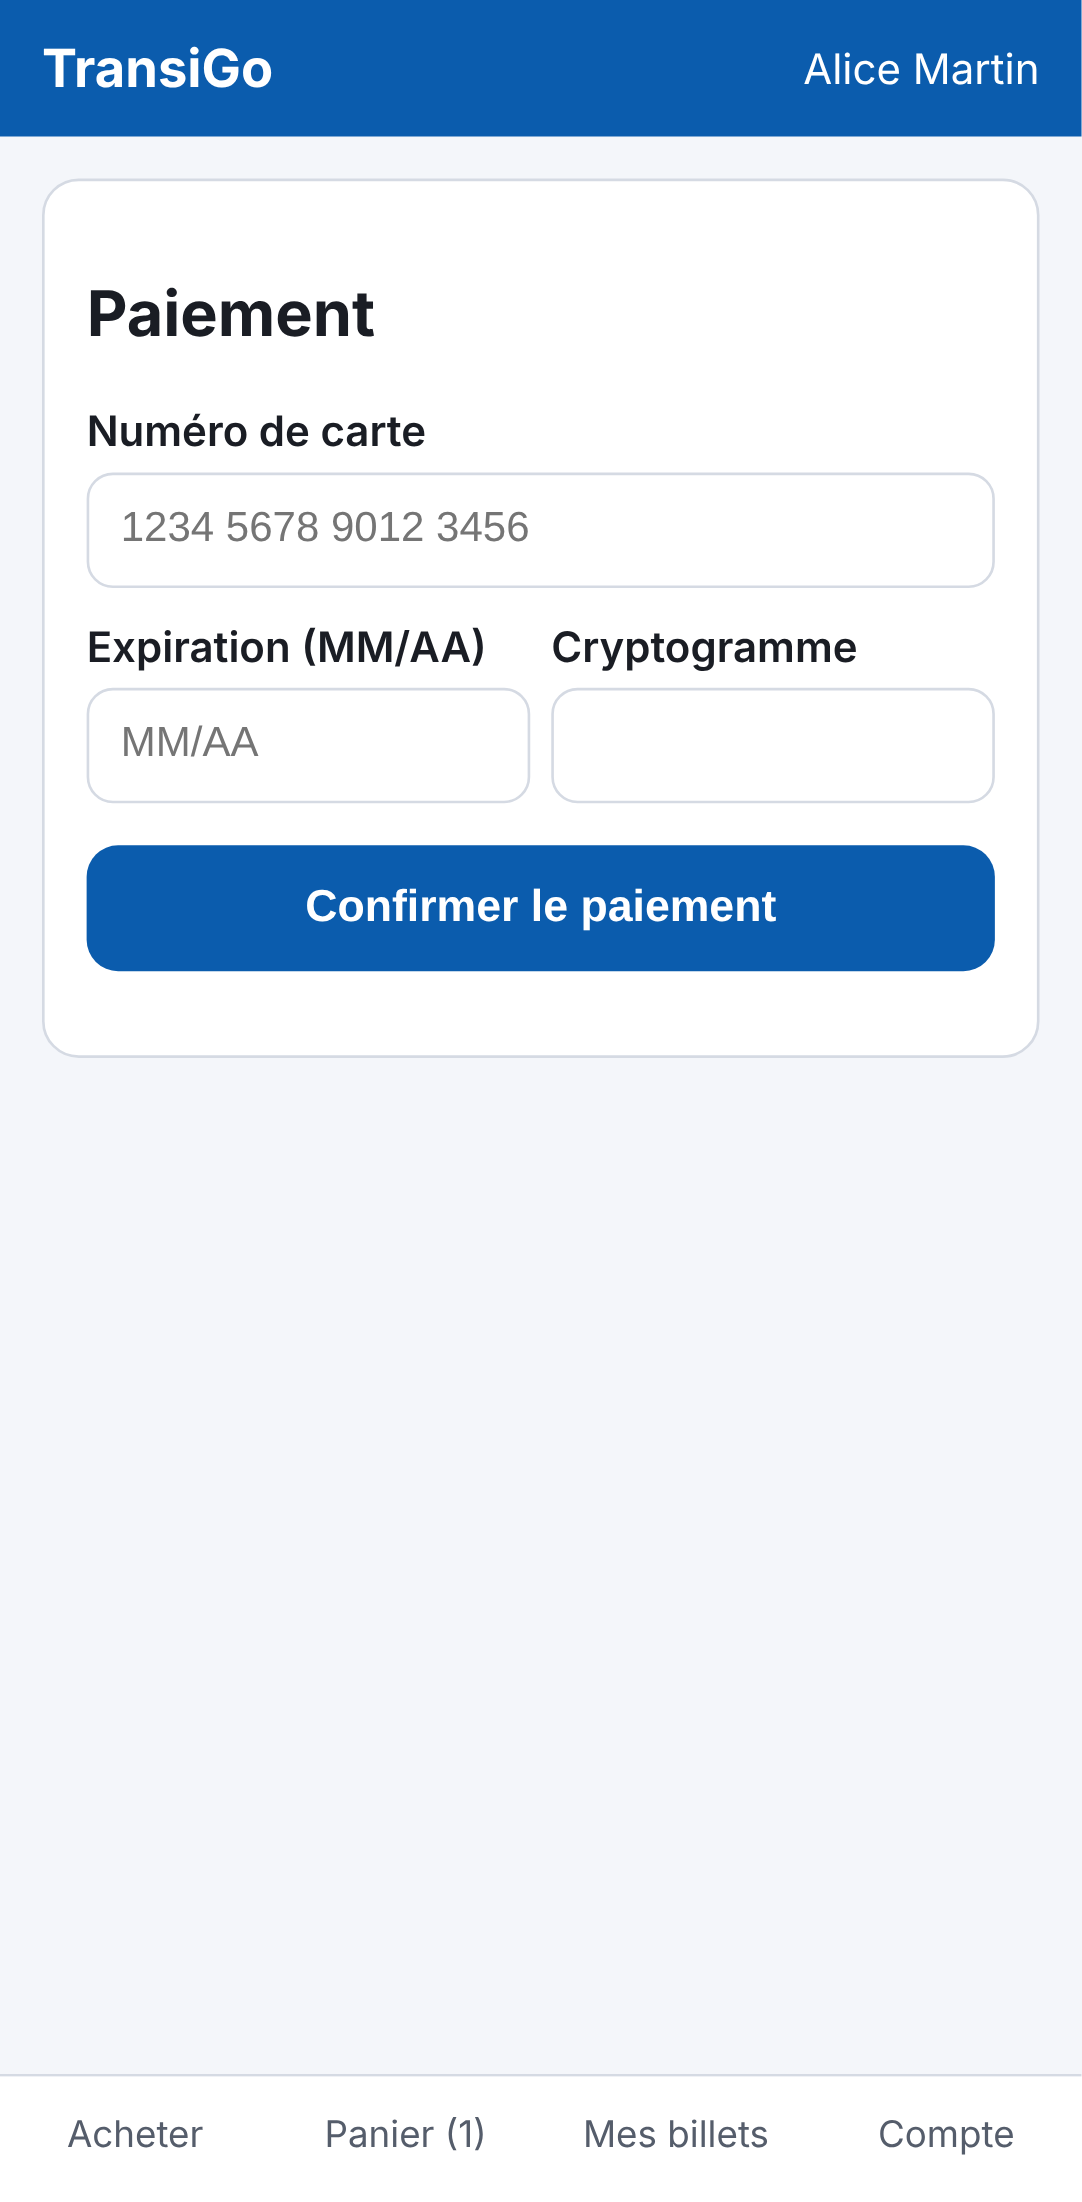 TransiGo
Alice Martin
Paiement
Numéro de carte
1234 5678 9012 3456
Expiration (MM/AA)
Cryptogramme
MM/AA
Confirmer le paiement
Acheter
Panier (1)
Mes billets
Compte